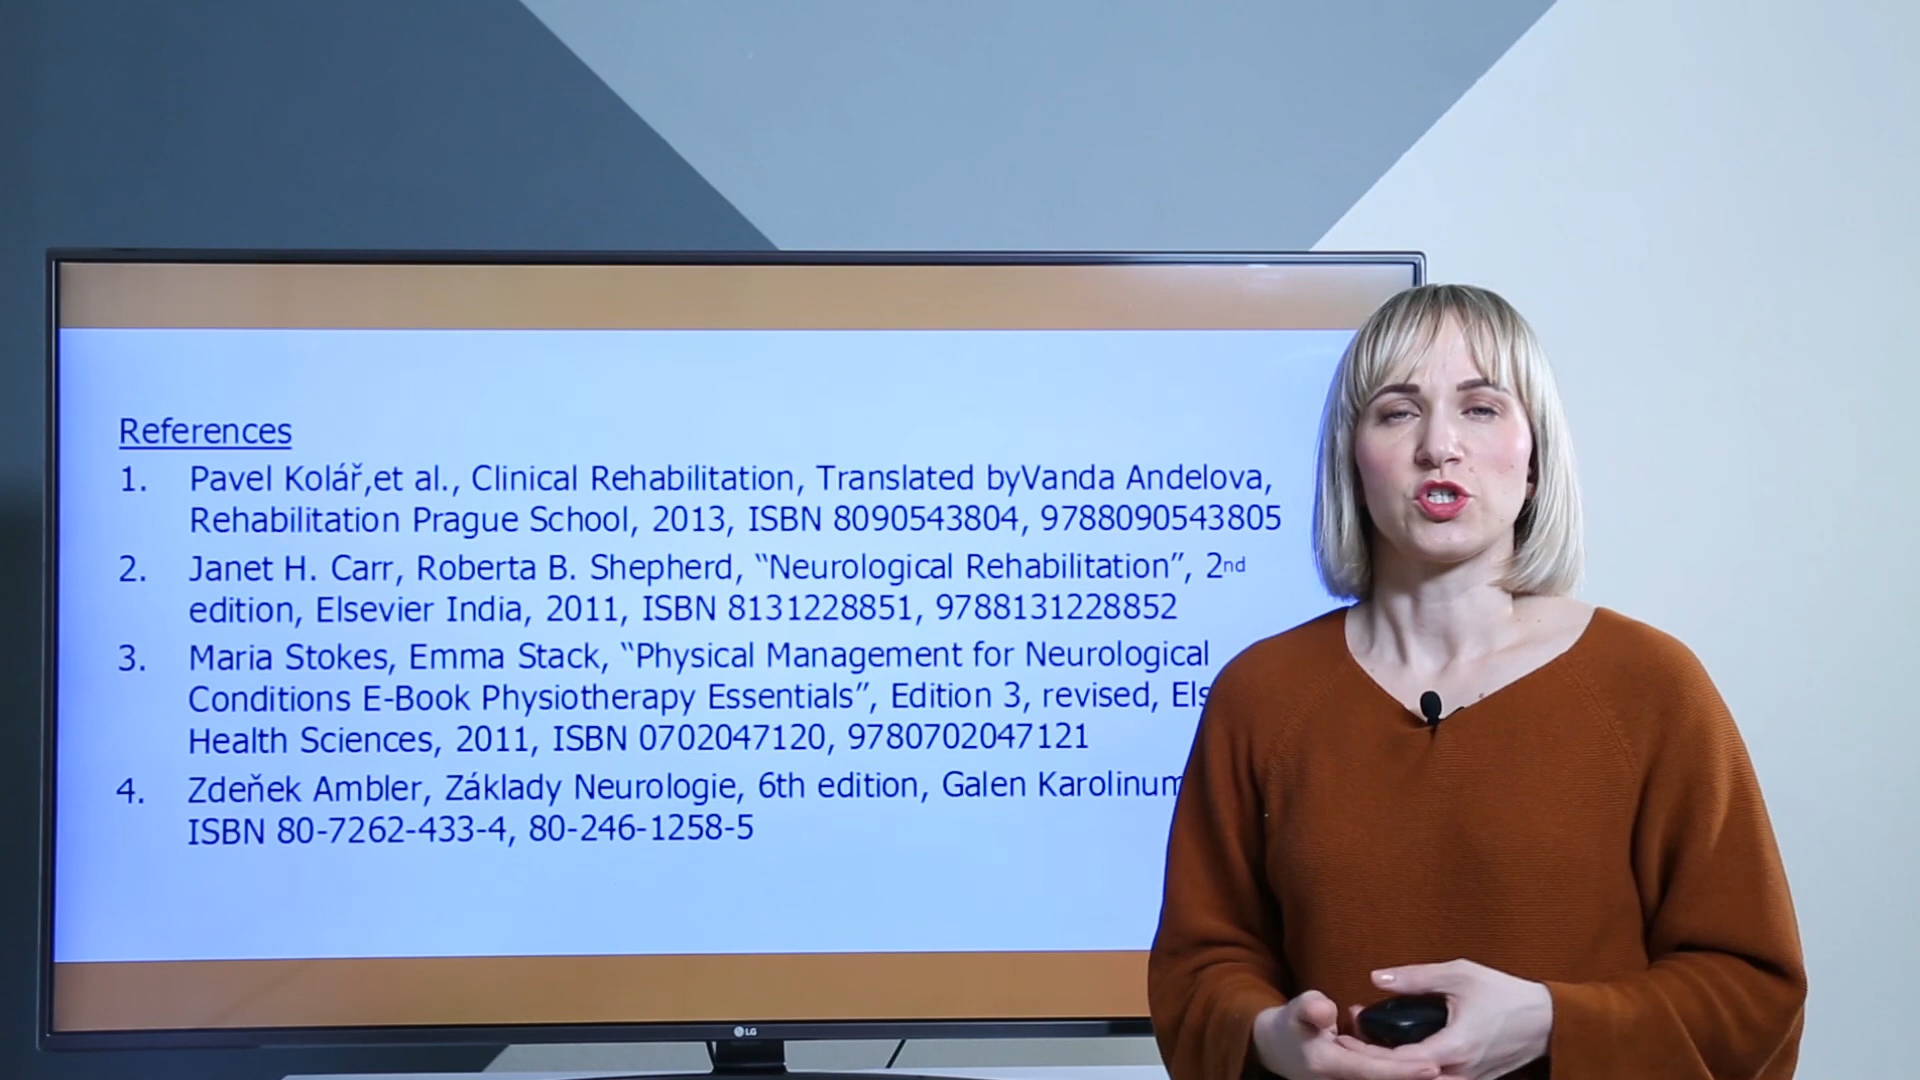 References
1. Pavel Kolář,et al., Clinical Rehabilitation, Translated byVanda Andelova,
Rehabilitation Prague School, 2013, ISBN 8090543804, 9788090543805
2. Janet H. Carr, Roberta B. Shepherd, “Neurological Rehabilitation”, 2nd
edition, Elsevier India, 2011, ISBN 8131228851, 9788131228852
3. Maria Stokes, Emma Stack, “Physical Management for Neurological
Conditions E-Book Physiotherapy Essentials”, Edition 3, revised, Els
Health Sciences, 2011, ISBN 0702047120, 9780702047121
4. Zdeňek Ambler, Základy Neurologie, 6th edition, Galen Karolinum
ISBN 80-7262-433-4, 80-246-1258-5
LG